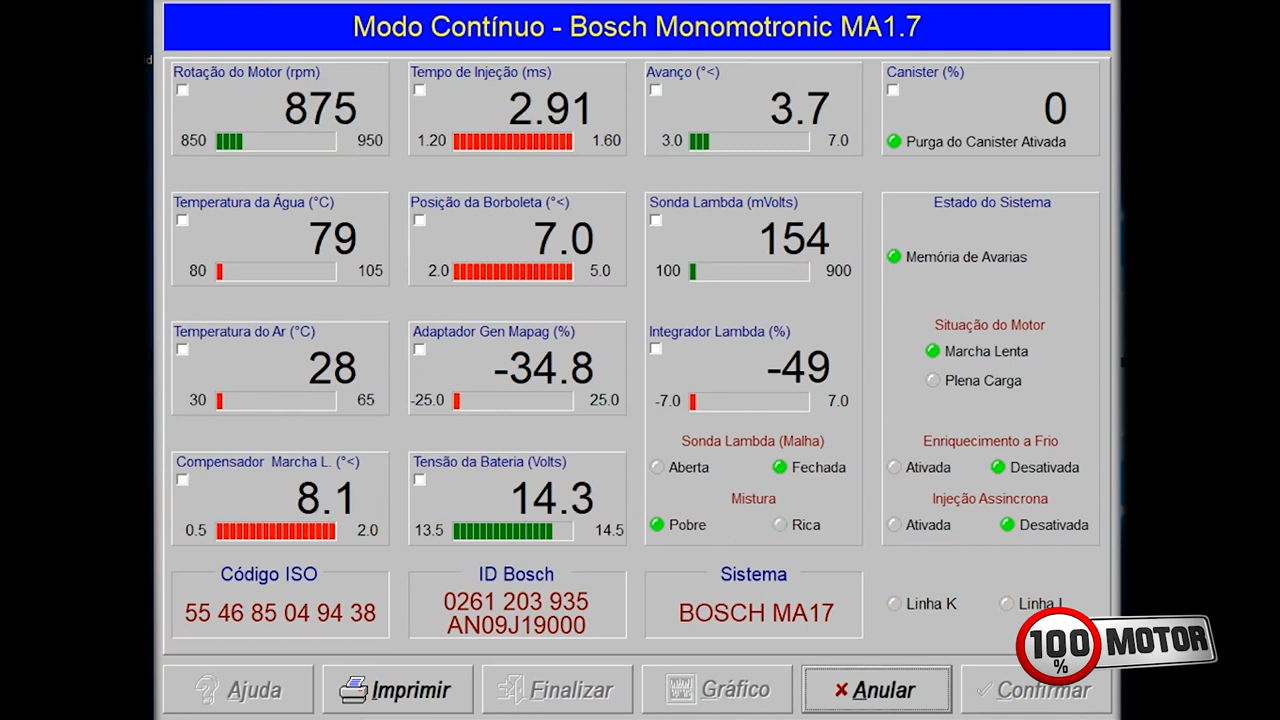 Modo Contínuo - Bosch Monomotronic MA1.7
Rotação do Motor (rpm)
875
850 950
Tempo de Injeção (ms)
2.91
1.20 1.60
Avanço (°<)
3.7
3.0 7.0
Canister (%)
0
Purga do Canister Ativada
Temperatura da Água (°C)
79
80 105
Posição da Borboleta (°<)
7.0
2.0 5.0
Sonda Lambda (mVolts)
154
100 900
Estado do Sistema
Memória de Avarias
Temperatura do Ar (°C)
28
30 65
Adaptador Gen Mapag (%)
-34.8
-25.0 25.0
Integrador Lambda (%)
-49
-7.0 7.0
Situação do Motor
Marcha Lenta
Plena Carga
Compensador Marcha L. (°<)
8.1
0.5 2.0
Tensão da Bateria (Volts)
14.3
13.5 14.5
Sonda Lambda (Malha)
Aberta Fechada
Mistura
Pobre Rica
Enriquecimento a Frio
Ativada Desativada
Injeção Assincrona
Ativada Desativada
Código ISO
55 46 85 04 94 38
ID Bosch
0261 203 935
AN09J19000
Sistema
BOSCH MA17
Linha K Linha L
100% MOTOR
Ajuda Imprimir Finalizar Gráfico Anular Confirmar